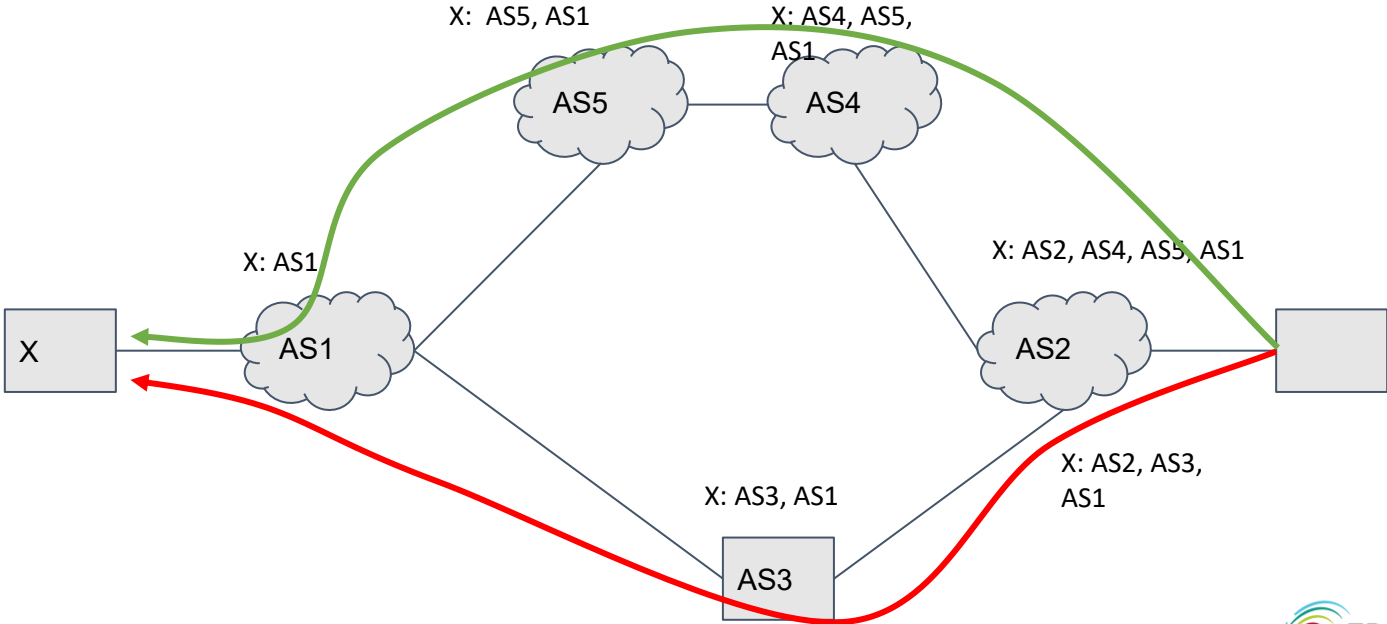 X: AS5, AS1
X: AS4, AS5,
AS1
AS5
AS4
X: AS1
X: AS2, AS4, AS5, AS1
X
AS1
AS2
X: AS2, AS3,
AS1
X: AS3, AS1
AS3